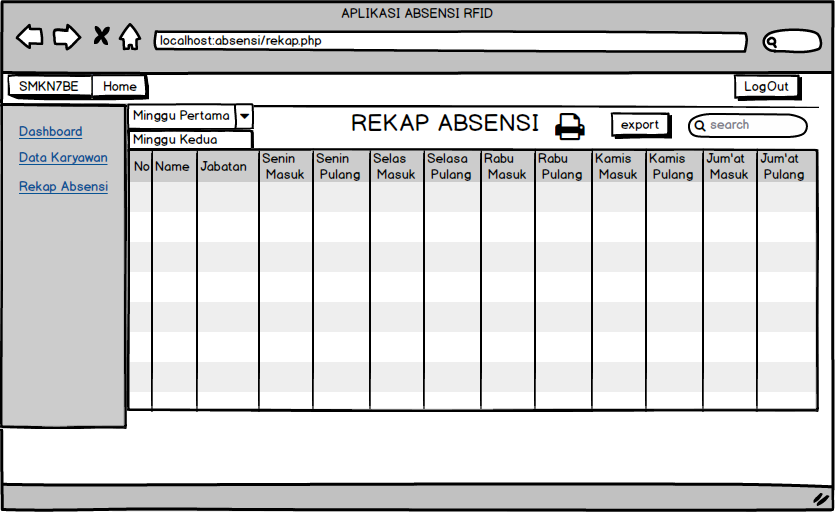 APLIKASI ABSENSI RFID
localhost:absensi/rekap.php
SMKN7BE Home LogOut
Dashboard
Data Karyawan
Rekap Absensi
Minggu Pertama
Minggu Kedua
REKAP ABSENSI
export
search
No Name Jabatan Senin Masuk Senin Pulang Selas Masuk Selasa Pulang Rabu Masuk Rabu Pulang Kamis Masuk Kamis Pulang Jum'at Masuk Jum'at Pulang